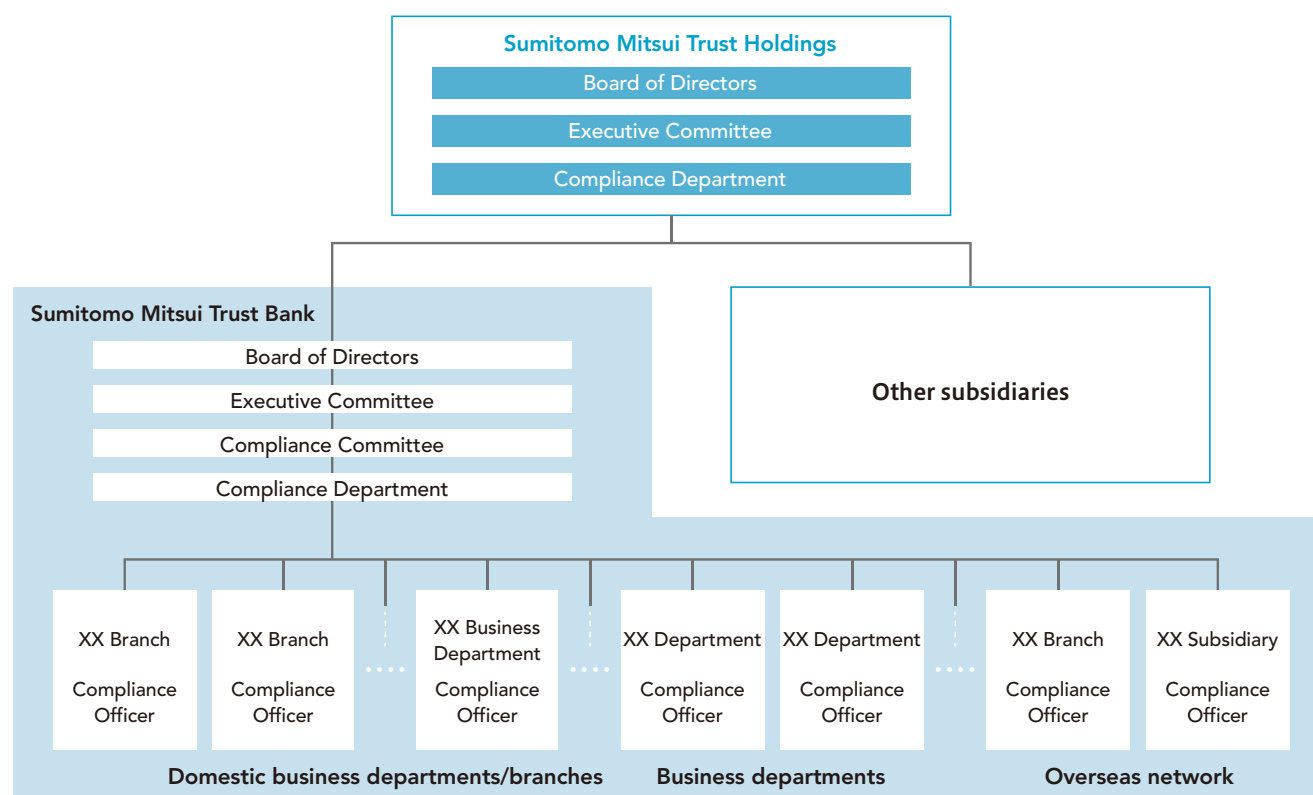 Sumitomo Mitsui Trust Holdings
Board of Directors
Executive Committee
Compliance Department
Sumitomo Mitsui Trust Bank
Board of Directors
Executive Committee
Compliance Committee
Compliance Department
Other subsidiaries
XX Branch
Compliance
Officer
XX Branch
Compliance
Officer
XX Business
Department
Compliance
Officer
XX Department
Compliance
Officer
XX Department
Compliance
Officer
XX Branch
Compliance
Officer
XX Subsidiary
Compliance
Officer
Domestic business departments/branches
Business departments
Overseas network